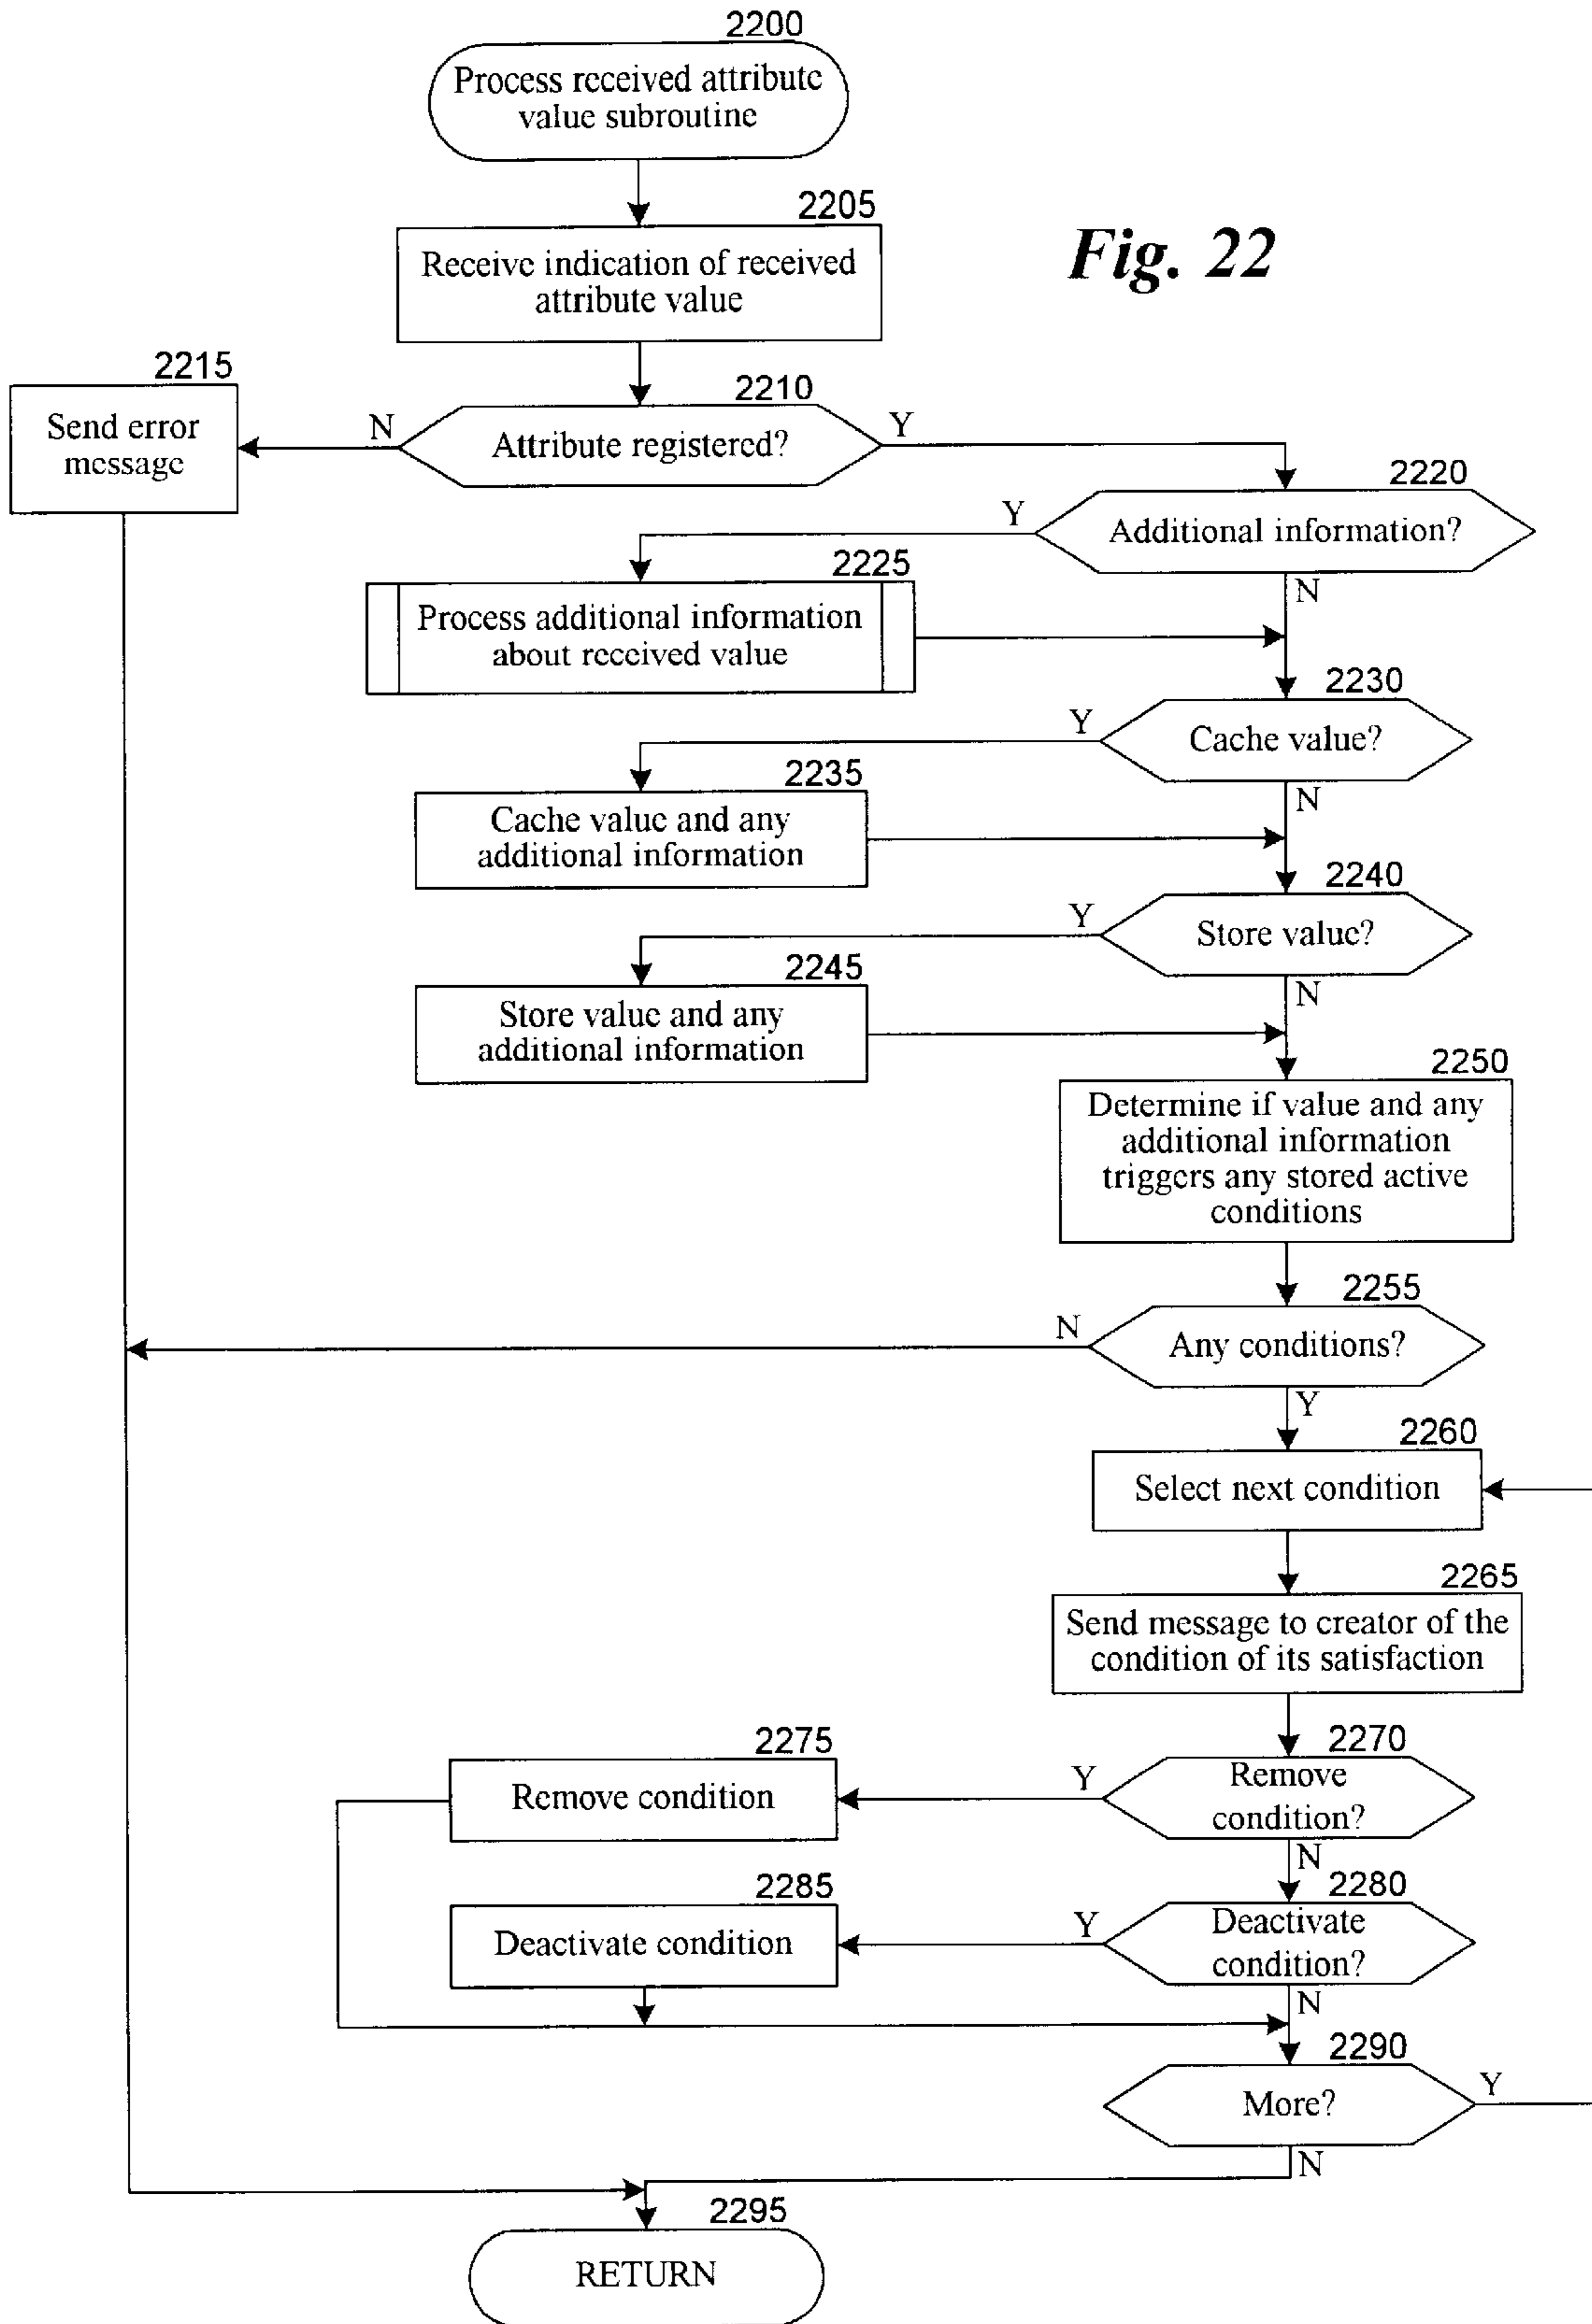 2200
Process received attribute
value subroutine
2205
Receive indication of received
attribute value
Fig. 22
2215
Send error
message
N
2210
Attribute registered?
Y
2220
Additional information?
Y
N
2225
Process additional information
about received value
2230
Cache value?
Y
N
2235
Cache value and any
additional information
2240
Store value?
Y
N
2245
Store value and any
additional information
2250
Determine if value and any
additional information
triggers any stored active
conditions
2255
Any conditions?
N
Y
2260
Select next condition
2265
Send message to creator of the
condition of its satisfaction
2270
Remove
condition?
Y
N
2275
Remove condition
2280
Deactivate
condition?
Y
N
2285
Deactivate condition
2290
More?
Y
N
2295
RETURN